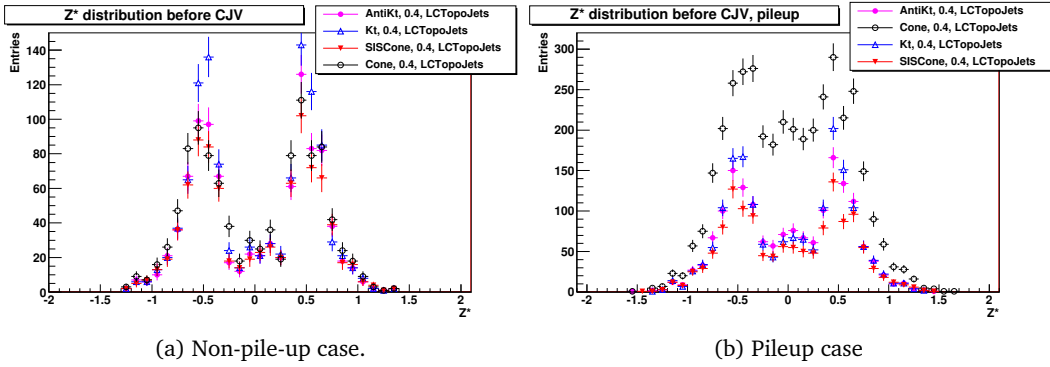 Z* distribution before CJV
AntiKt, 0.4, LCTopoJets
Kt, 0.4, LCTopoJets
SISCone, 0.4, LCTopoJets
Cone, 0.4, LCTopoJets
Entries
140
120
100
80
60
40
20
0
-2 -1.5 -1 -0.5 0 0.5 1 1.5 2
Z*
(a) Non-pile-up case.
Z* distribution before CJV, pileup
AntiKt, 0.4, LCTopoJets
Cone, 0.4, LCTopoJets
Kt, 0.4, LCTopoJets
SISCone, 0.4, LCTopoJets
Entries
300
250
200
150
100
50
0
-2 -1.5 -1 -0.5 0 0.5 1 1.5 2
Z*
(b) Pileup case